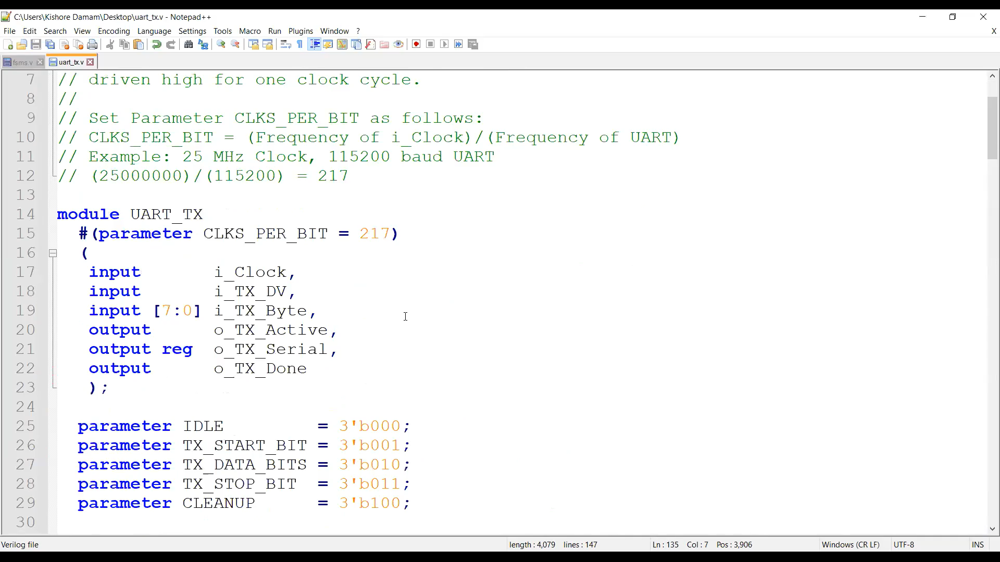 C:\Users\Kishore Damam\Desktop\uart_tx.v - Notepad++
File Edit Search View Encoding Language Settings Tools Macro Run Plugins Window ? X
fsms.v uart_tx.v
7 // driven high for one clock cycle.
8 //
9 // Set Parameter CLKS_PER_BIT as follows:
10 // CLKS_PER_BIT = (Frequency of i_Clock)/(Frequency of UART)
11 // Example: 25 MHz Clock, 115200 baud UART
12 // (25000000)/(115200) = 217
13
14 module UART_TX
15 #(parameter CLKS_PER_BIT = 217)
16 (
17 input i_Clock,
18 input i_TX_DV,
19 input [7:0] i_TX_Byte,
20 output o_TX_Active,
21 output reg o_TX_Serial,
22 output o_TX_Done
23 );
24
25 parameter IDLE = 3'b000;
26 parameter TX_START_BIT = 3'b001;
27 parameter TX_DATA_BITS = 3'b010;
28 parameter TX_STOP_BIT = 3'b011;
29 parameter CLEANUP = 3'b100;
30
Verilog file length : 4,079 lines : 147 Ln : 135 Col : 7 Pos : 3,906 Windows (CR LF) UTF-8 INS